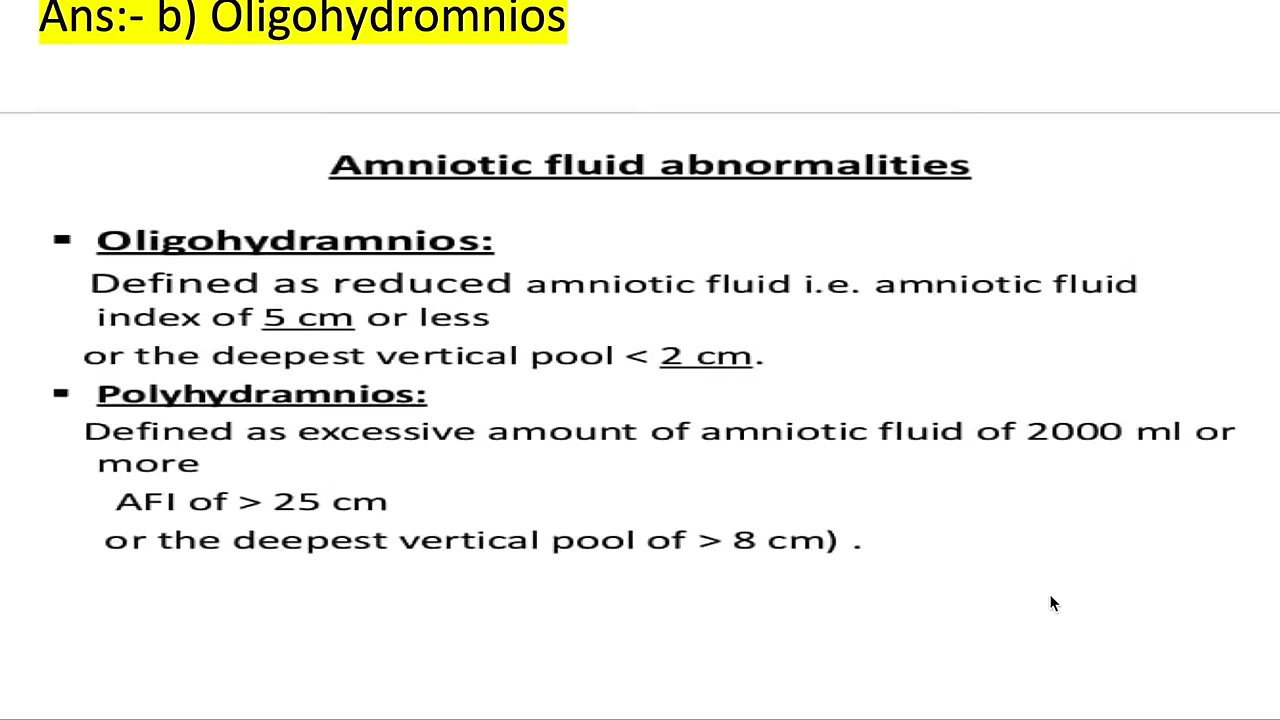 Ans:- b) Oligohydromnios
Amniotic fluid abnormalities
▪ Oligohydramnios:
Defined as reduced amniotic fluid i.e. amniotic fluid
index of 5 cm or less
or the deepest vertical pool < 2 cm.
▪ Polyhydramnios:
Defined as excessive amount of amniotic fluid of 2000 ml or
more
AFI of > 25 cm
or the deepest vertical pool of > 8 cm) .